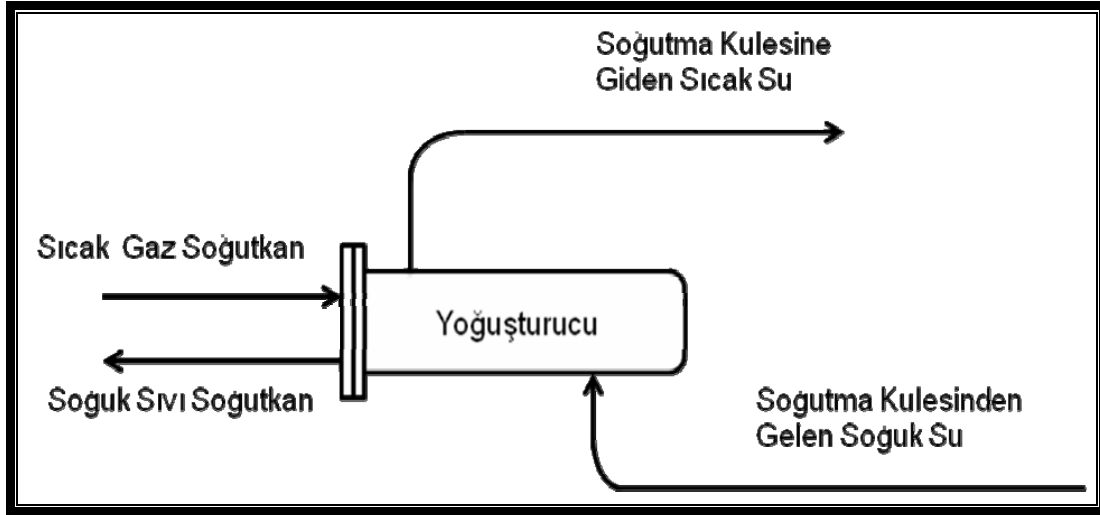 Soğutma Kulesine
Giden Sıcak Su
Sıcak Gaz Soğutkan
Yoğuşturucu
Soğuk Sıvı Soğutkan
Soğutma Kulesinden
Gelen Soğuk Su